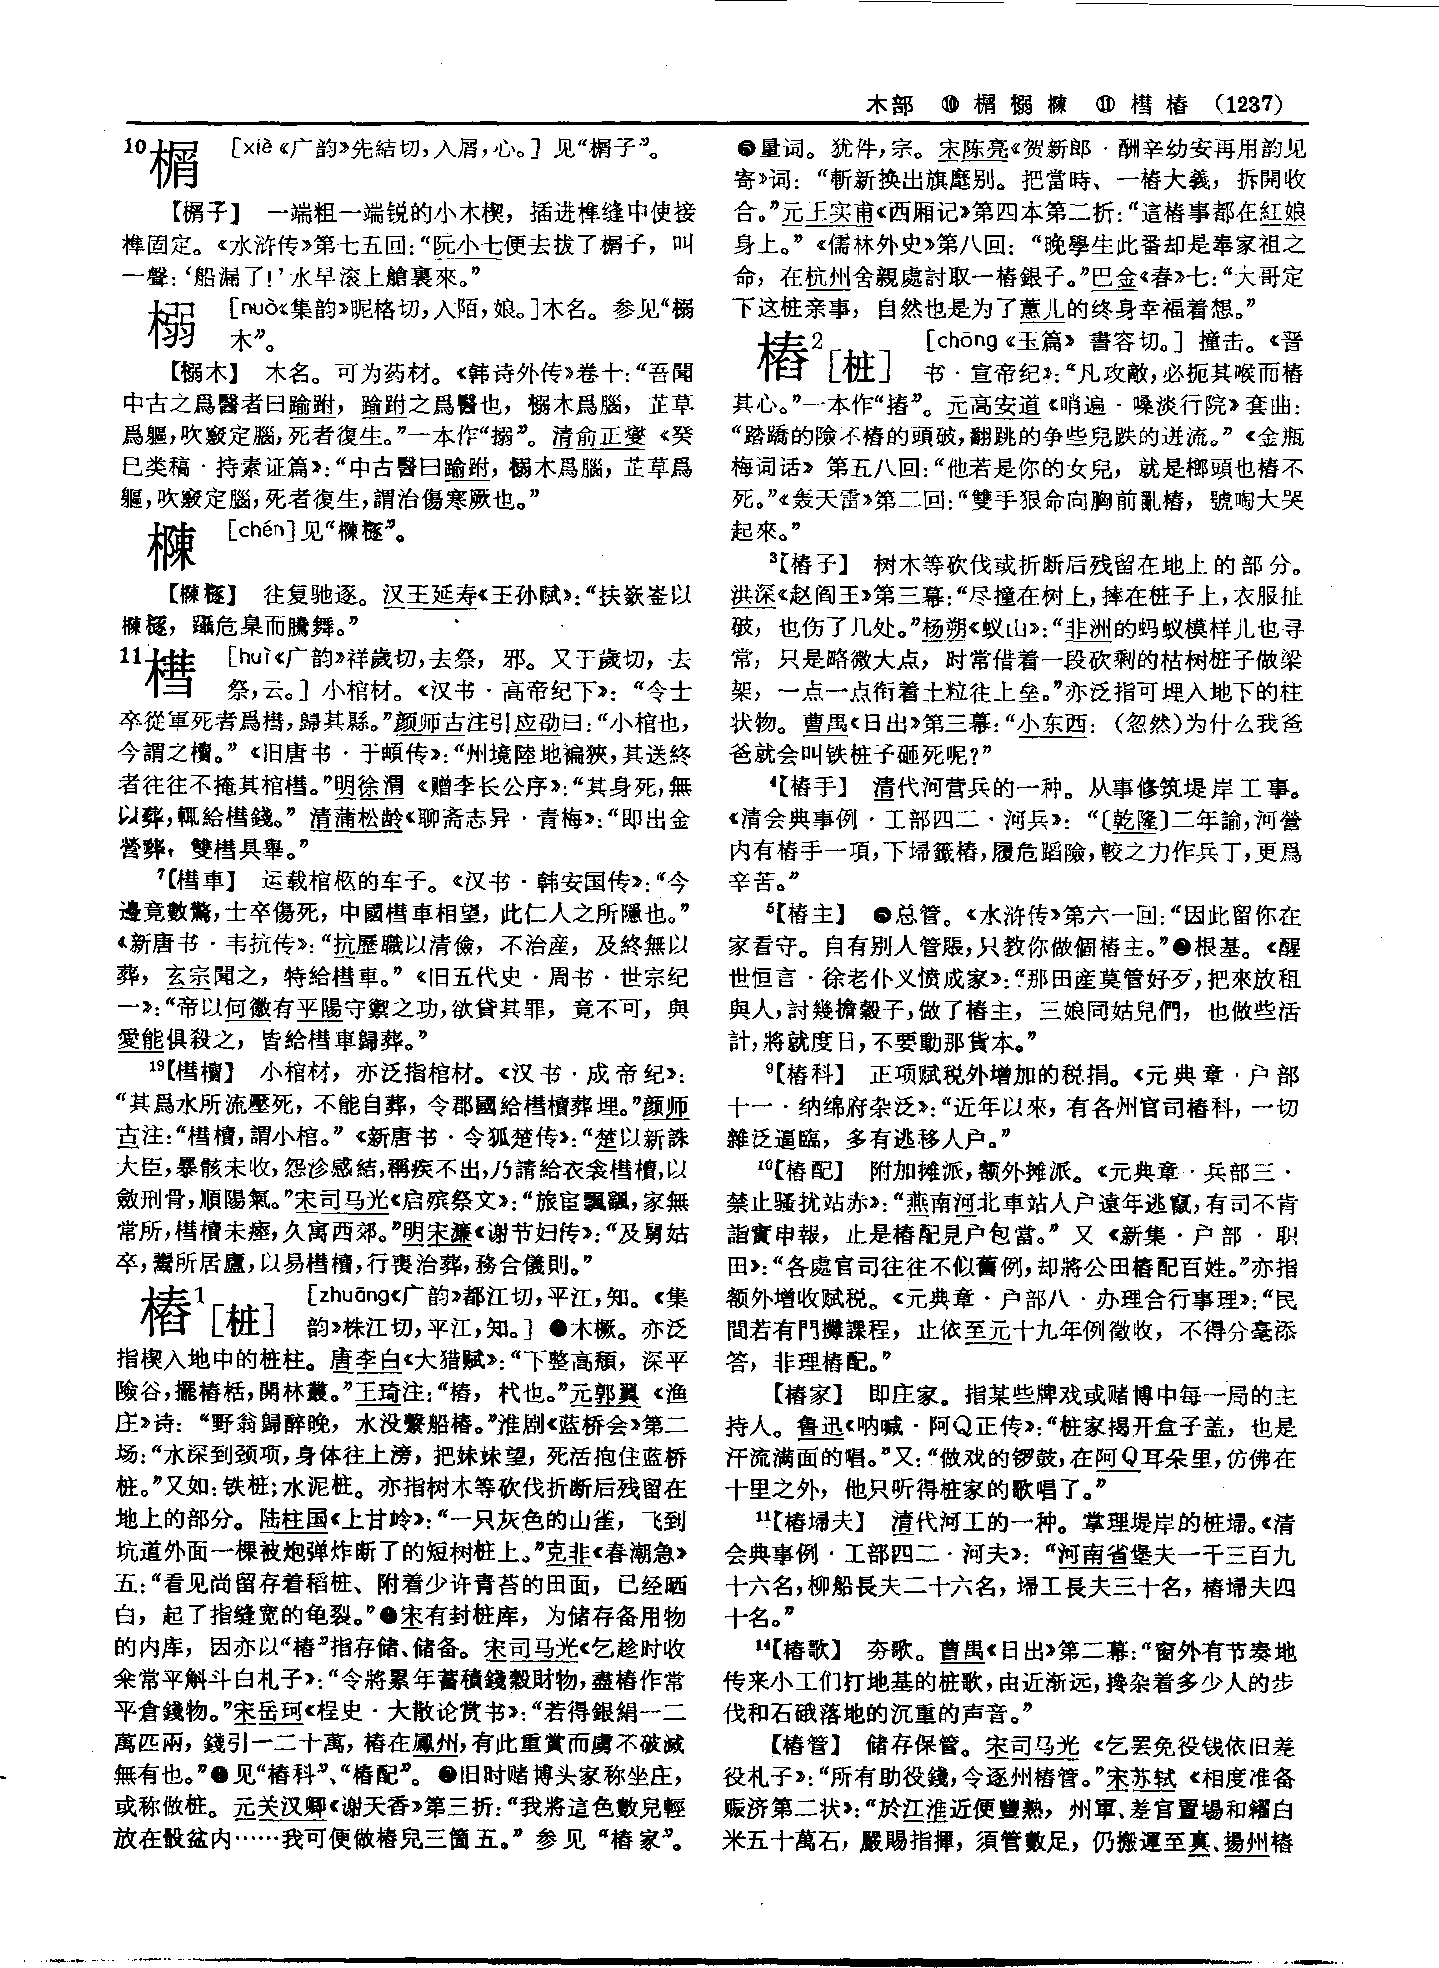 木部 ⑩ 榍 搦 樄 ⑪ 槥 樁 (1237)
10榍 [xiè《广韵》先結切,入屑,心。] 见“榍子”。
【榍子】 一端粗一端锐的小木楔，插进榫缝中使接
榫固定。《水浒传》第七五回:“阮小七便去拔了榍子，叫
一聲:‘船漏了!’水早滚上艙裏來。”
[nuò《集韵》昵格切,入陌,娘。]木名。参见“
木”。
木名。可为药材。《韩诗外传》卷十:“吾聞
中古之爲醫者曰踰跗，踰跗之爲醫也，木爲腦，芷草
爲軀,吹竅定腦,死者復生。”一本作“搦”。清俞正燮《癸
巳类稿·持素证篇》:“中古醫曰踰跗，木爲腦，芷草爲
軀,吹竅定腦,死者復生,謂治傷寒厥也。”
樄 [chén]见“樄”。
往复驰逐。汉王延寿《王孙赋》:“扶嶔崟以
，躡危臬而騰舞。”
11槥 [huì《广韵》祥歲切,去祭，邪。又于歲切，去
祭,云。] 小棺材。《汉书·高帝纪下》: “令士
卒從軍死者爲槥,歸其縣。”颜师古注引应劭曰:“小棺也,
今謂之櫝。”《旧唐书·于頔传》:“州境陸地褊狹,其送終
者往往不掩其棺槥。”明徐渭《赠李长公序》:“其身死,無
以葬,輒給槥錢。” 清蒲松龄《聊斋志异·青梅》:“即出金
營葬，雙槥具舉。”
7【槥車】 运载棺柩的车子。《汉书·韩安国传》:“今
邊竟數驚,士卒傷死，中國槥車相望，此仁人之所隱也。”
《新唐书·韦抗传》:“抗歷職以清儉，不治産，及終無以
葬，玄宗聞之，特給槥車。”《旧五代史·周书·世宗纪
一》:“帝以何徽有平陽守禦之功,欲貸其罪，竟不可，與
愛能俱殺之，皆給槥車歸葬。”
19【槥櫝】 小棺材，亦泛指棺材。《汉书·成帝纪》:
“其爲水所流壓死，不能自葬，令郡國給槥櫝葬埋。”颜师
古注:“槥櫝,謂小棺。”《新唐书·令狐楚传》:“楚以新誅
大臣,暴骸未收,怨沴感結,稱疾不出,乃請給衣衾槥櫝,以
斂刑骨,順陽氣。”宋司马光《启殡祭文》:“旅宦飄飄,家無
常所,槥櫝未瘞,久寓西郊。”明宋濂《谢节妇传》:“及舅姑
卒,鬻所居廬,以易槥櫝,行喪治葬,務合儀則。”
樁1[桩] [zhuāng《广韵》都江切,平江,知。《集
韵》株江切,平江,知。] ❶木橛。亦泛
指楔入地中的桩柱。唐李白《大猎赋》:“下整高頹，深平
險谷,擺樁栝,開林叢。”王琦注:“樁，杙也。”元郭翼《渔
庄》诗: “野翁歸醉晚，水没繫船樁。”淮剧《蓝桥会》第二
场:“水深到颈项,身体往上滂，把妹妹望，死活抱住蓝桥
桩。”又如:铁桩;水泥桩。亦指树木等砍伐折断后残留在
地上的部分。陆柱国《上甘岭》:“一只灰色的山雀，飞到
坑道外面一棵被炮弹炸断了的短树桩上。”克非《春潮急》
五:“看见尚留存着稻桩、附着少许青苔的田面，已经晒
白，起了指缝宽的龟裂。”❷宋有封桩库，为储存备用物
的内库，因亦以“樁”指存储、储备。宋司马光《乞趁时收
籴常平斛斗白札子》:“令將累年蓄積錢穀財物,盡樁作常
平倉錢物。”宋岳珂《桯史·大散论赏书》:“若得銀絹一二
萬匹兩，錢引一二十萬，樁在鳳州,有此重賞而虜不破滅
無有也。”❸见“樁科”、“樁配”。❹旧时赌博头家称坐庄，
或称做桩。元关汉卿《谢天香》第三折:“我將這色數兒輕
放在骰盆内……我可便做樁兒三箇五。” 参见“樁家”。
❺量词。犹件,宗。宋陈亮《贺新郎·酬辛幼安再用韵见
寄》词: “斬新换出旗麾别。把當時、一樁大義，拆開收
合。”元王实甫《西厢记》第四本第二折:“這樁事都在紅娘
身上。”《儒林外史》第八回: “晚學生此番却是奉家祖之
命，在杭州舍親處討取一樁銀子。”巴金《春》七:“大哥定
下这桩亲事，自然也是为了蕙儿的终身幸福着想。”
樁2[桩] [chōng《玉篇》書容切。] 撞击。《晋
书·宣帝纪》:“凡攻敵,必扼其喉而樁
其心。”一本作“摏”。元高安道《哨遍·嗓淡行院》套曲:
“踏蹻的險不樁的頭破,翻跳的争些兒跌的迸流。”《金瓶
梅词话》第五八回:“他若是你的女兒，就是榔頭也樁不
死。”《轰天雷》第二回:“雙手狠命向胸前亂樁，號啕大哭
起來。”
3【樁子】 树木等砍伐或折断后残留在地上的部分。
洪深《赵阎王》第三幕:“尽撞在树上,摔在桩子上,衣服扯
破，也伤了几处。”杨朔《蚁山》:“非洲的蚂蚁模样儿也寻
常，只是略微大点，时常借着一段砍剩的枯树桩子做梁
架，一点一点衔着土粒往上垒。”亦泛指可埋入地下的柱
状物。曹禺《日出》第三幕:“小东西: (忽然)为什么我爸
爸就会叫铁桩子砸死呢?”
4【樁手】 清代河营兵的一种。从事修筑堤岸工事。
《清会典事例·工部四二·河兵》: “〔乾隆〕二年諭,河營
内有樁手一項,下埽籤樁,履危蹈險,較之力作兵丁,更爲
辛苦。”
5【樁主】 ❶总管。《水浒传》第六一回:“因此留你在
家看守。自有别人管賬,只教你做個樁主。”❷根基。《醒
世恒言·徐老仆义愤成家》:“那田産莫管好歹,把來放租
與人,討幾擔穀子,做了樁主，三娘同姑兒們，也做些活
計,將就度日,不要動那貨本。”
9【樁科】 正项赋税外增加的税捐。《元典章·户部
十一·纳绵府杂泛》:“近年以來，有各州官司樁科，一切
雜泛逼臨，多有逃移人户。”
10【樁配】 附加摊派,额外摊派。《元典章·兵部三·
禁止骚扰站赤》:“燕南河北車站人户遠年逃竄,有司不肯
詣實申報，止是樁配見户包當。” 又《新集·户部·职
田》:“各處官司往往不似舊例,却將公田樁配百姓。”亦指
额外增收赋税。《元典章·户部八·办理合行事理》:“民
間若有門攤課程，止依至元十九年例徵收，不得分毫添
答，非理樁配。”
【樁家】 即庄家。指某些牌戏或赌博中每一局的主
持人。鲁迅《呐喊·阿Q正传》:“桩家揭开盒子盖，也是
汗流满面的唱。”又:“做戏的锣鼓,在阿Q耳朵里,仿佛在
十里之外，他只听得桩家的歌唱了。”
11【樁埽夫】 清代河工的一种。掌理堤岸的桩埽。《清
会典事例·工部四二·河夫》: “河南省堡夫一千三百九
十六名,柳船長夫二十六名，埽工長夫三十名，樁埽夫四
十名。”
14【樁歌】 夯歌。曹禺《日出》第二幕:“窗外有节奏地
传来小工们打地基的桩歌,由近渐远,搀杂着多少人的步
伐和石硪落地的沉重的声音。”
【樁管】 储存保管。宋司马光《乞罢免役钱依旧差
役札子》:“所有助役錢,令逐州樁管。”宋苏轼《相度准备
赈济第二状》:“於江淮近便豐熟，州軍、差官置場和糴白
米五十萬石，嚴賜指揮，須管數足，仍搬運至真、揚州樁